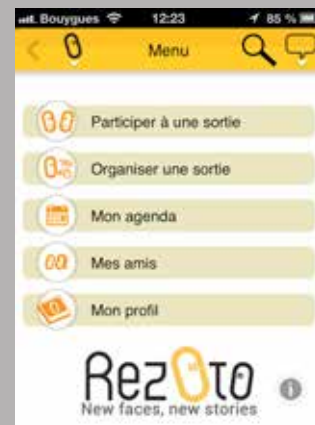 Bouygues 12:23 85 %
Menu
Participer à une sortie
Organiser une sortie
Mon agenda
Mes amis
Mon profil
RezOto
New faces, new stories